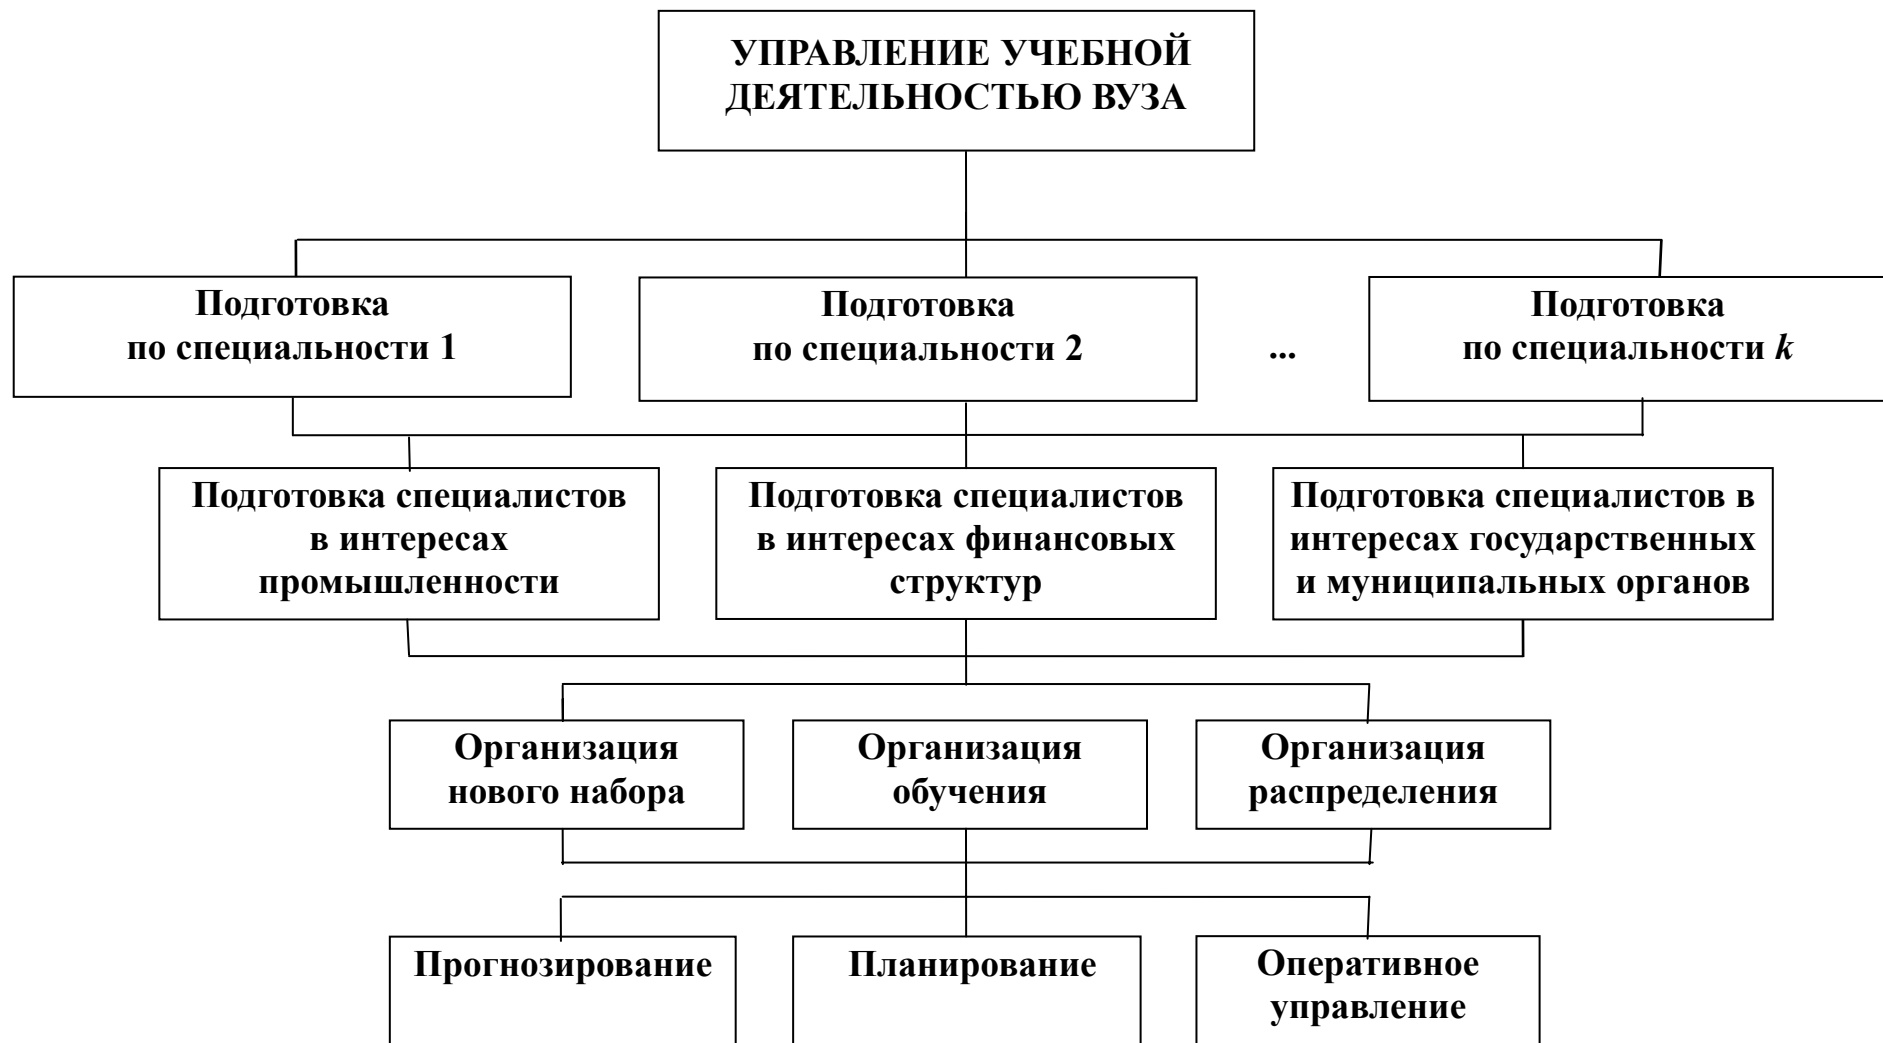 УПРАВЛЕНИЕ УЧЕБНОЙ
ДЕЯТЕЛЬНОСТЬЮ ВУЗА
Подготовка
по специальности 1
Подготовка
по специальности 2
...
Подготовка
по специальности k
Подготовка специалистов
в интересах
промышленности
Подготовка специалистов
в интересах финансовых
структур
Подготовка специалистов в
интересах государственных
и муниципальных органов
Организация
нового набора
Организация
обучения
Организация
распределения
Прогнозирование
Планирование
Оперативное
управление